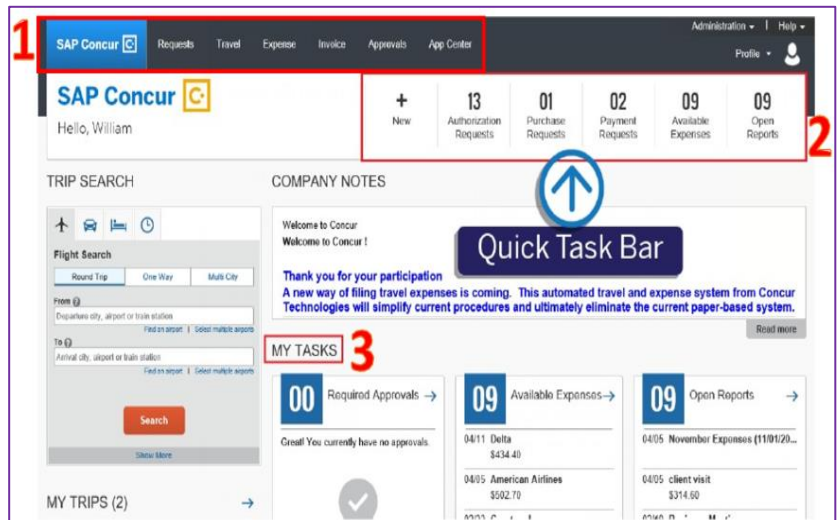 1
SAP Concur C Requests Travel Expense Invoice Approvals App Center
Administration | Help
Profile
SAP Concur C
Hello, William
+ New
13 Authorization Requests
01 Purchase Requests
02 Payment Requests
09 Available Expenses
09 Open Reports
2
TRIP SEARCH
Flight Search
Round Trip One Way Multi City
From
Departure city, airport or train station
Find an airport | Select multiple airports
To
Arrival city, airport or train station
Find an airport | Select multiple airports
Search
Show More
MY TRIPS (2)
COMPANY NOTES
Welcome to Concur
Welcome to Concur !
Quick Task Bar
Thank you for your participation
A new way of filing travel expenses is coming. This automated travel and expense system from Concur
Technologies will simplify current procedures and ultimately eliminate the current paper-based system.
Read more
MY TASKS
3
00 Required Approvals
Great! You currently have no approvals.
09 Available Expenses
04/11 Delta
$434.40
04/05 American Airlines
$502.70
09 Open Reports
04/05 November Expenses (11/01/20...
04/05 client visit
$314.60